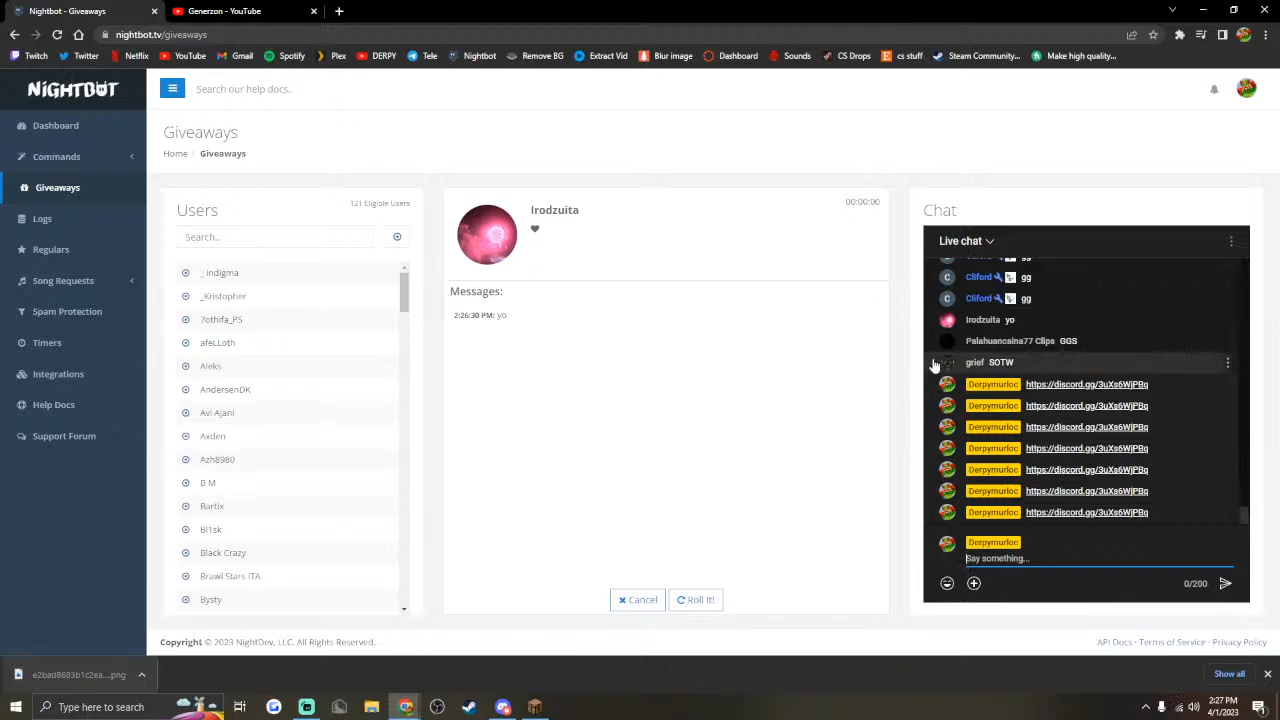 Nightbot - Giveaways
Generzon - YouTube
nightbot.tv/giveaways
Twitch
Twitter
Netflix
YouTube
Gmail
Spotify
Plex
DERPY
Tele
Nightbot
Remove BG
Extract Vid
Blur image
Dashboard
Sounds
CS Drops
cs stuff
Steam Community...
Make high quality...
NiGHTBOT
Search our help docs..
Dashboard
Commands
Giveaways
Logs
Regulars
Song Requests
Spam Protection
Timers
Integrations
Help Docs
Support Forum
Giveaways
Home / Giveaways
Users
121 Eligible Users
Search..
_ indigma
_Kristopher
7othifa_PS
afeLLoth
Aleks
AndersenDK
Avi Ajani
Axden
Azh8980
B M
Bartix
Bl1sk
Black Crazy
Brawl Stars ITA
Bysty
Irodzuita
00:00:00
Messages:
2:26:30 PM: yo
Cancel
Roll It!
Chat
Live chat
Cliford gg
C Cliford gg
C Cliford gg
Irodzuita yo
Palahuancaina77 Clips GGS
grief SOTW
Derpymurloc https://discord.gg/3uXs6WjPBq
Derpymurloc https://discord.gg/3uXs6WjPBq
Derpymurloc https://discord.gg/3uXs6WjPBq
Derpymurloc https://discord.gg/3uXs6WjPBq
Derpymurloc https://discord.gg/3uXs6WjPBq
Derpymurloc https://discord.gg/3uXs6WjPBq
Derpymurloc https://discord.gg/3uXs6WjPBq
Derpymurloc
Say something...
0/200
Copyright © 2023 NightDev, LLC. All Rights Reserved.
API Docs - Terms of Service - Privacy Policy
e2bad8683b1c2ea....png
Show all
Type here to search
2:27 PM
4/1/2023